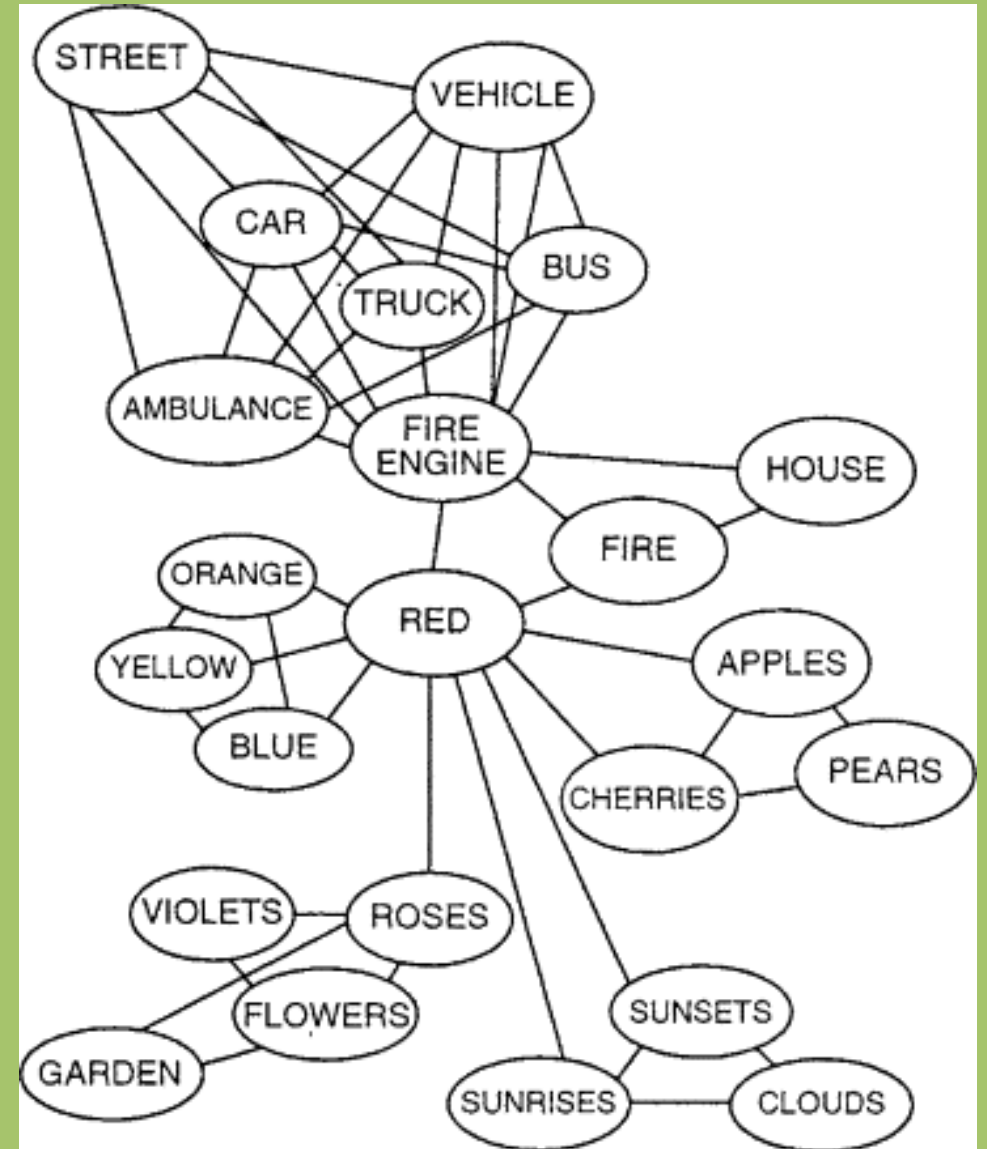 STREET
VEHICLE
CAR
BUS
TRUCK
AMBULANCE
FIRE
ENGINE
HOUSE
FIRE
ORANGE
RED
YELLOW
APPLES
BLUE
PEARS
CHERRIES
VIOLETS
ROSES
FLOWERS
SUNSETS
GARDEN
SUNRISES
CLOUDS